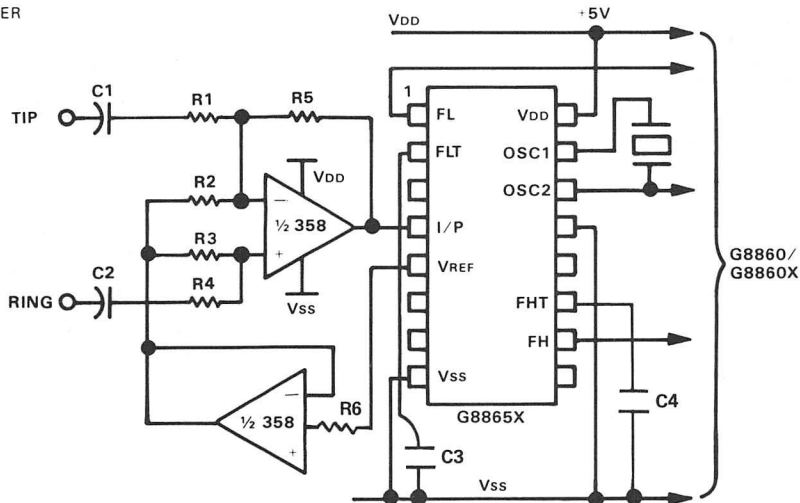 ER
VDD
+5V
C1
R1
R5
1
TIP
FL
VDD
FLT
OSC1
R2
VDD
OSC2
−
½ 358
I/P
R3
+
C2
R4
VREF
G8860/
G8860X
RING
VSS
FHT
FH
−
½ 358
R6
VSS
C4
+
G8865X
C3
VSS